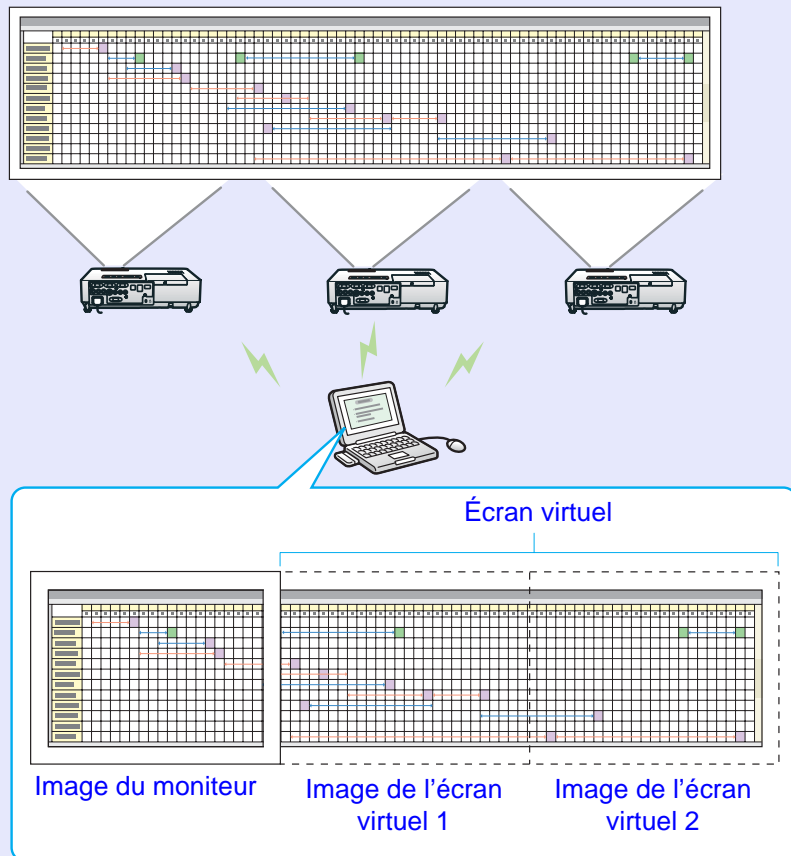 Écran virtuel
Image du moniteur
Image de l’écran
virtuel 1
Image de l’écran
virtuel 2